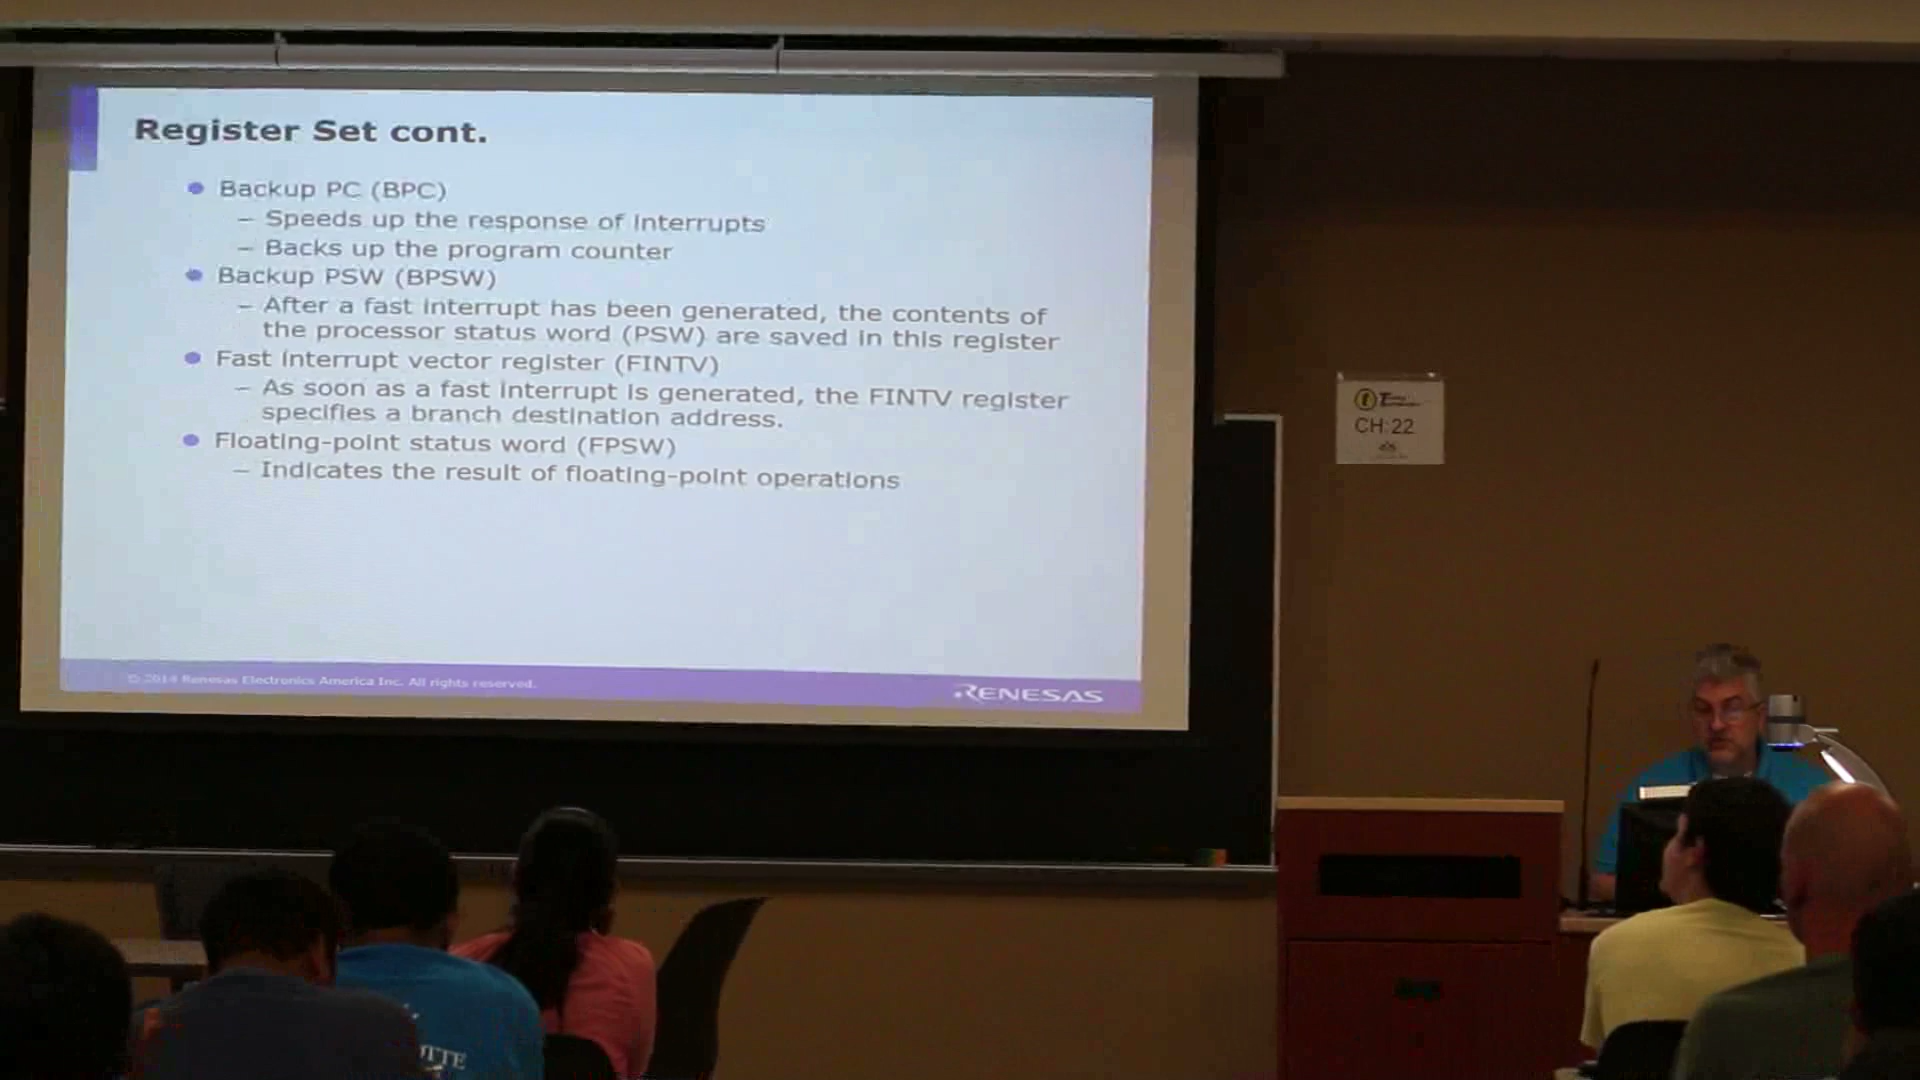 Register Set cont.
Backup PC (BPC)
– Speeds up the response of interrupts
– Backs up the program counter
Backup PSW (BPSW)
– After a fast interrupt has been generated, the contents of
the processor status word (PSW) are saved in this register
Fast interrupt vector register (FINTV)
– As soon as a fast interrupt is generated, the FINTV register
specifies a branch destination address.
Floating-point status word (FPSW)
– Indicates the result of floating-point operations
© 2014 Renesas Electronics America Inc. All rights reserved.
RENESAS
CH:22
OTTE